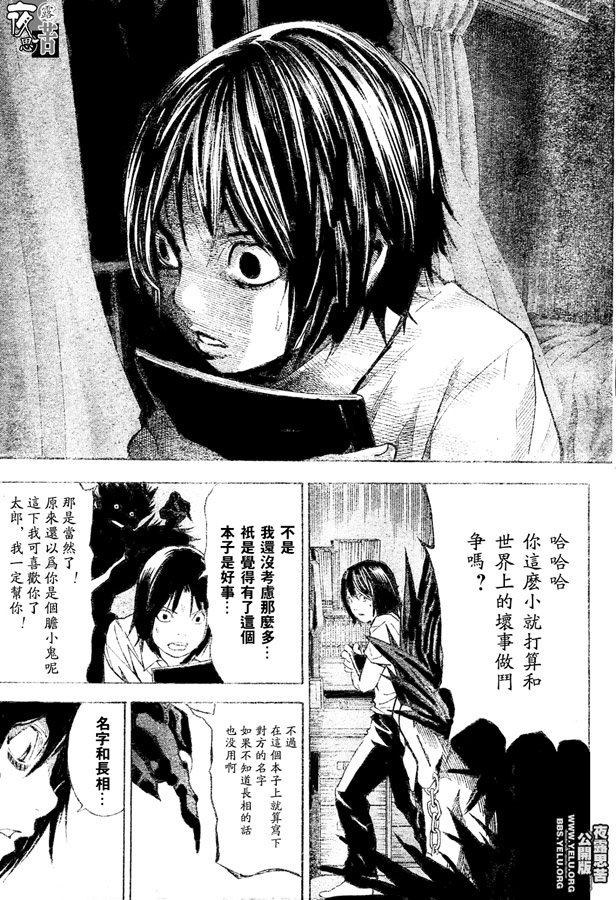 夜露思苦
哈哈哈
你這麽小就打算和
世界上的壞事做鬥
爭嗎？
不是
我還沒考慮那麼多…
祇是覺得有了這個
本子是好事…
那是當然了！
原來還以爲你是個膽小鬼呢
這下我可喜歡你了
太郎，我一定幫你！
不過
在這個本子上就算寫下
對方的名字
如果不知道長相的話
也没用啊
名字和長相…
夜露思苦
公開版
WWW.YELU.ORG
BBS.YELU.ORG